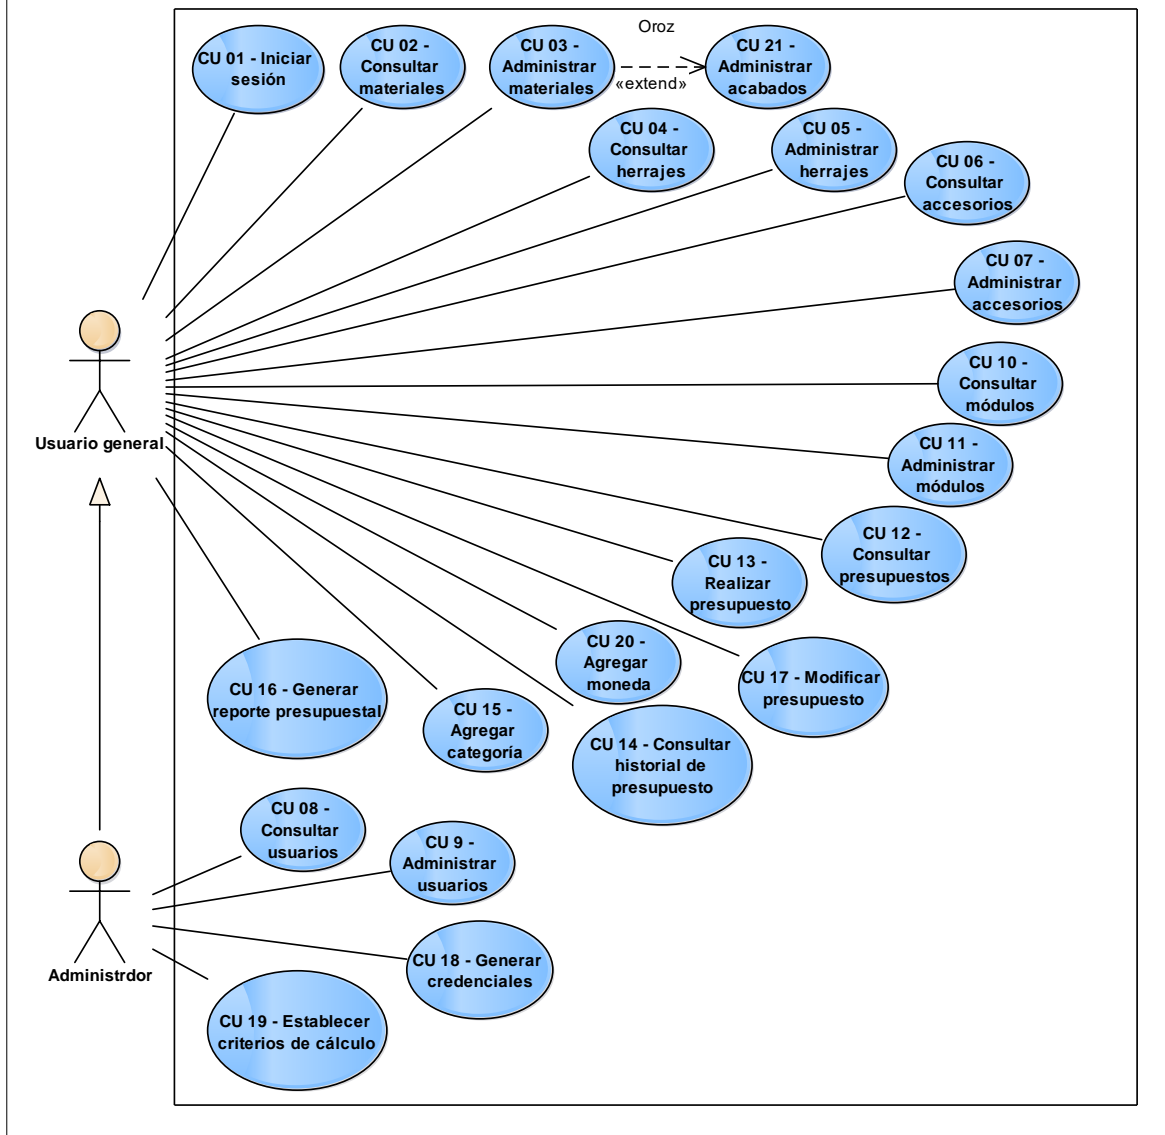 Oroz
CU 01 - Iniciar
sesión
CU 02 -
Consultar
materiales
CU 03 -
Administrar
materiales
«extend»
CU 21 -
Administrar
acabados
CU 04 -
Consultar
herrajes
CU 05 -
Administrar
herrajes
CU 06 -
Consultar
accesorios
CU 07 -
Administrar
accesorios
CU 10 -
Consultar
módulos
CU 11 -
Administrar
módulos
CU 12 -
Consultar
presupuestos
CU 13 -
Realizar
presupuesto
CU 20 -
Agregar
moneda
CU 17 - Modificar
presupuesto
CU 16 - Generar
reporte presupuestal
CU 15 -
Agregar
categoría
CU 14 - Consultar
historial de
presupuesto
Usuario general
CU 08 -
Consultar
usuarios
CU 9 -
Administrar
usuarios
CU 18 - Generar
credenciales
CU 19 - Establecer
criterios de cálculo
Administrdor